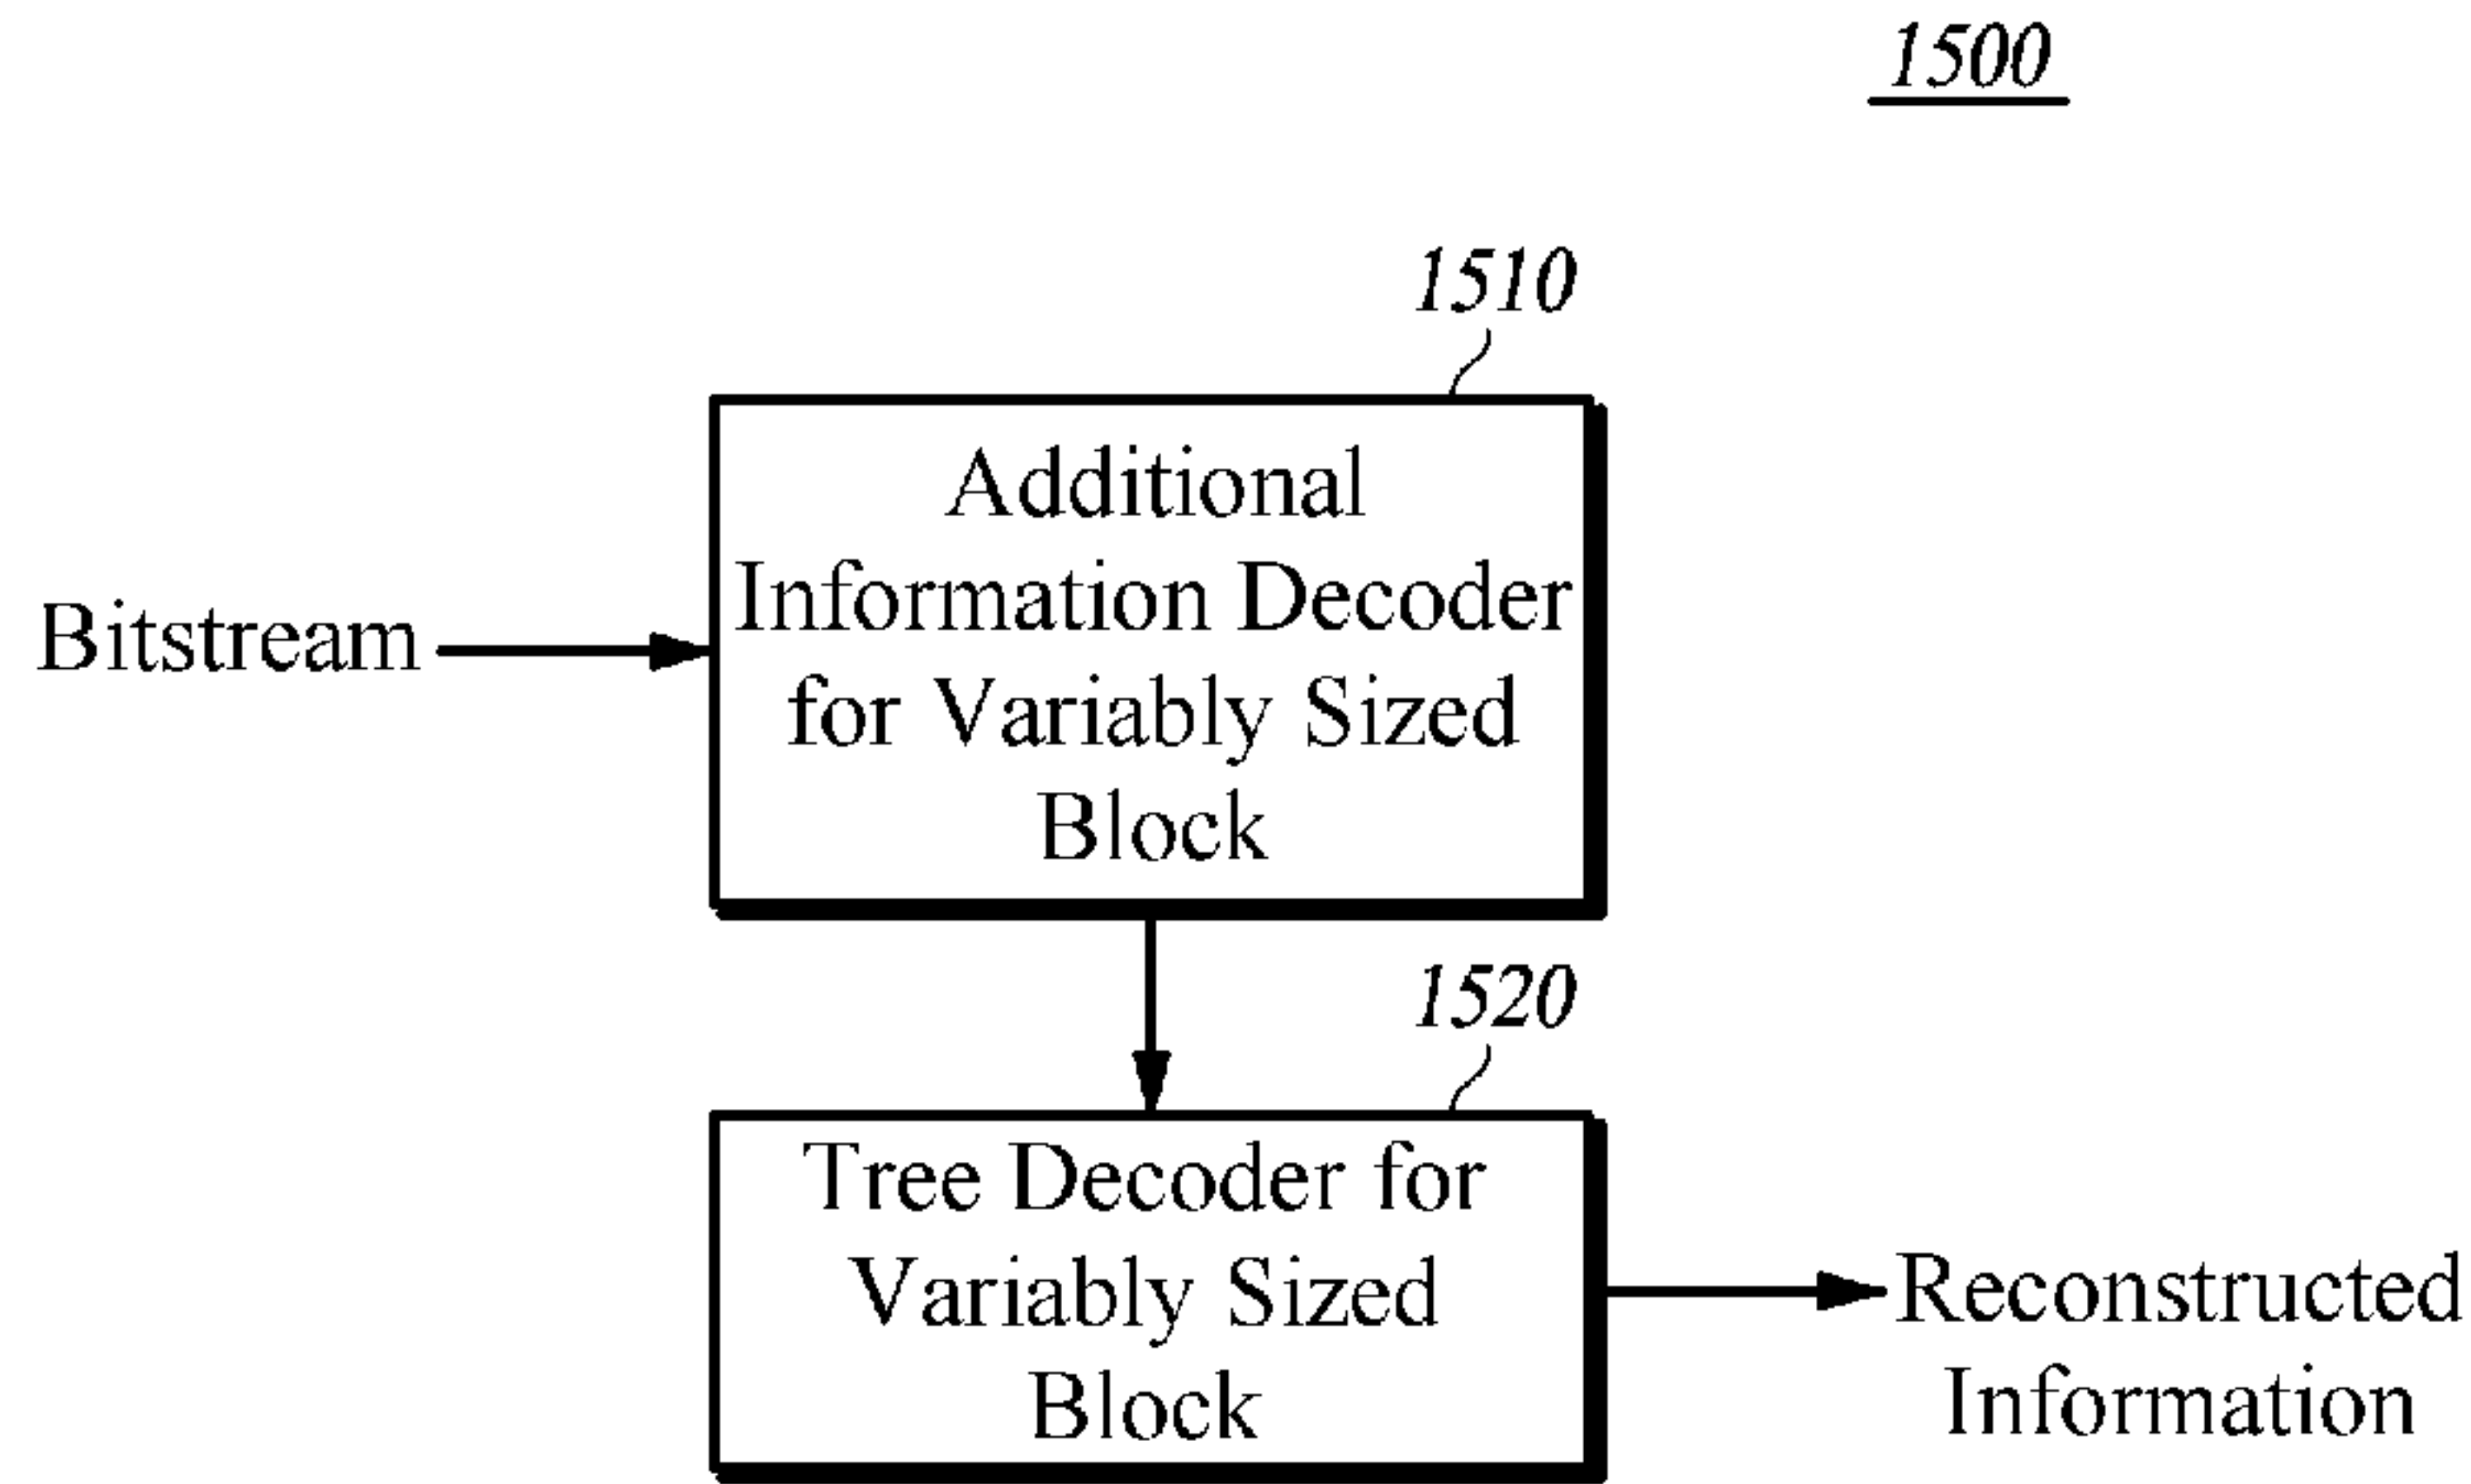 1500
1510
Additional
Information Decoder
for Variably Sized
Block
Bitstream
1520
Tree Decoder for
Variably Sized
Block
Reconstructed
Information